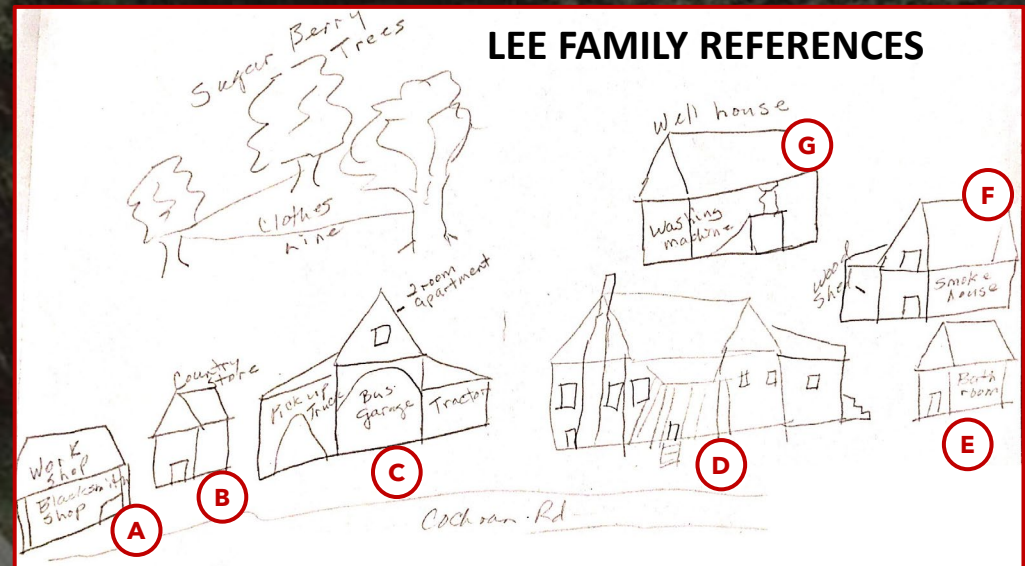 LEE FAMILY REFERENCES
Sugar Berry
Trees
Clothes
Line
Well house
G
Washing
machine
F
Wood
Shed
Smoke
house
2 room
apartment
Country
Store
Pick up
Truck
Bus
Garage
Tractor
Bath
room
Work
Shop
Blacksmith
Shop
A
B
C
D
E
Cochran Rd